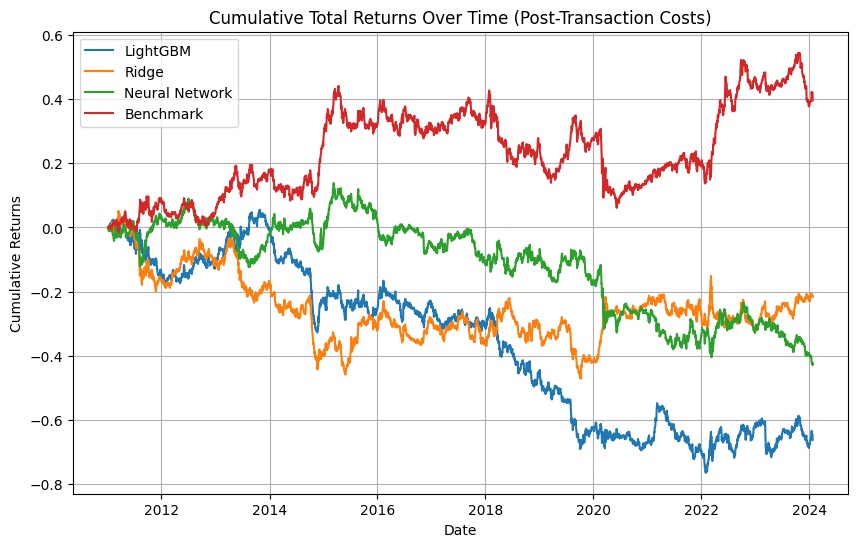 Cumulative Total Returns Over Time (Post-Transaction Costs)
LightGBM
Ridge
Neural Network
Benchmark
Cumulative Returns
0.6
0.4
0.2
0.0
−0.2
−0.4
−0.6
−0.8
2012 2014 2016 2018 2020 2022 2024
Date